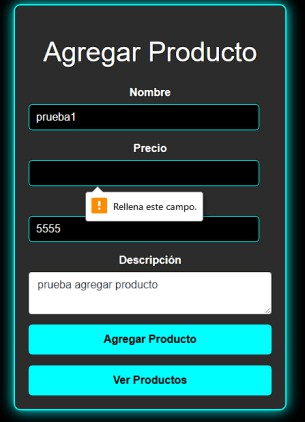 Agregar Producto
Nombre
prueba1
Precio
Rellena este campo.
5555
Descripción
prueba agregar producto
Agregar Producto
Ver Productos